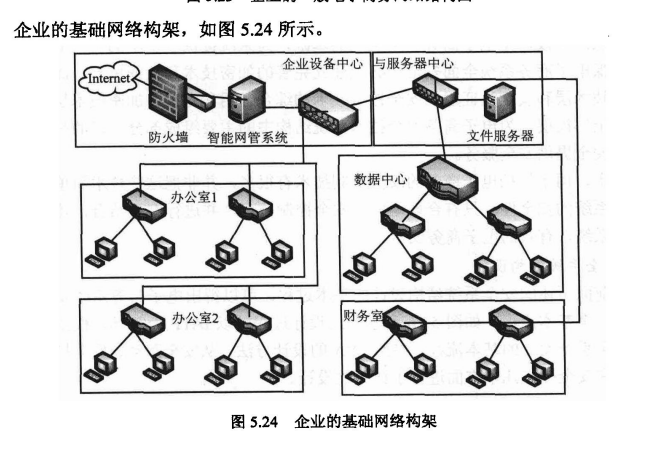 企业的基础网络构架，如图 5.24 所示。
企业设备中心
与服务器中心
Internet
防火墙
智能网管系统
文件服务器
办公室1
数据中心
办公室2
财务室
图 5.24 企业的基础网络构架